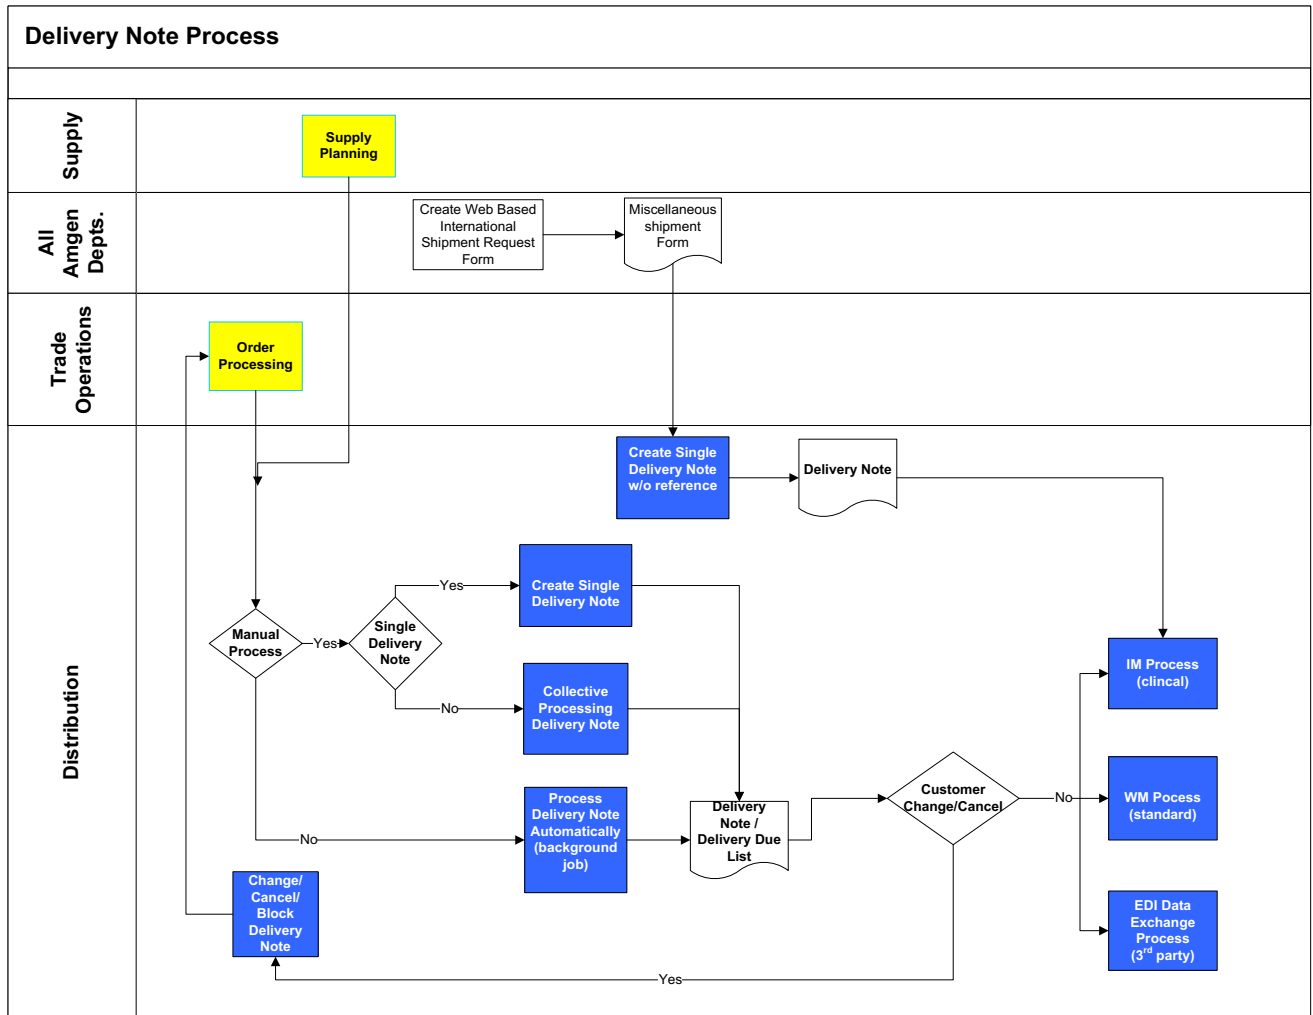 Delivery Note Process
Supply
Supply
Planning
All
Amgen
Depts.
Create Web Based
International
Shipment Request
Form
Miscellaneous
shipment
Form
Trade
Operations
Order
Processing
Distribution
Create Single
Delivery Note
w/o reference
Delivery Note
Manual
Process
Yes
Single
Delivery
Note
Yes
Create Single
Delivery Note
No
Collective
Processing
Delivery Note
No
Process
Delivery Note
Automatically
(background
job)
Delivery
Note /
Delivery Due
List
Customer
Change/Cancel
No
IM Process
(clincal)
WM Pocess
(standard)
EDI Data
Exchange
Process
(3rd party)
Change/
Cancel/
Block
Delivery
Note
Yes